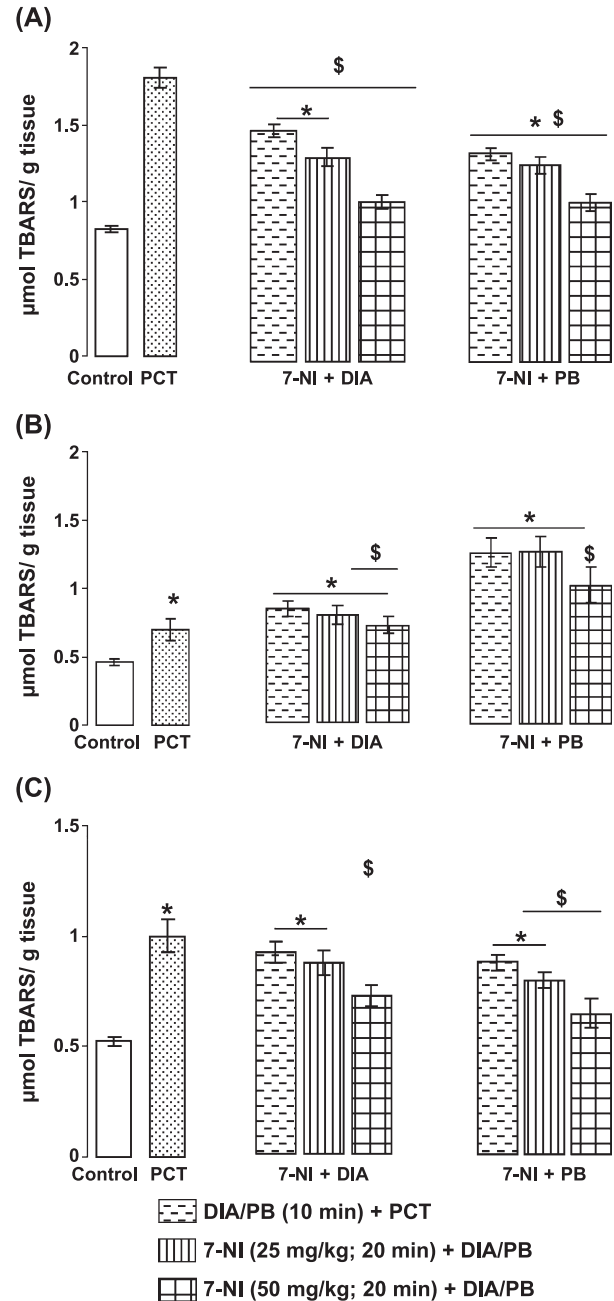 (A)
2
1.5
1
0.5
0
µmol TBARS/ g tissue
$
*
* $
Control PCT 7-NI + DIA 7-NI + PB
(B)
2
1.5
1
0.5
0
µmol TBARS/ g tissue
*
$
*
*
$
Control PCT 7-NI + DIA 7-NI + PB
(C)
1.5
1
0.5
0
µmol TBARS/ g tissue
*
$
*
$
*
Control PCT 7-NI + DIA 7-NI + PB
DIA/PB (10 min) + PCT
7-NI (25 mg/kg; 20 min) + DIA/PB
7-NI (50 mg/kg; 20 min) + DIA/PB